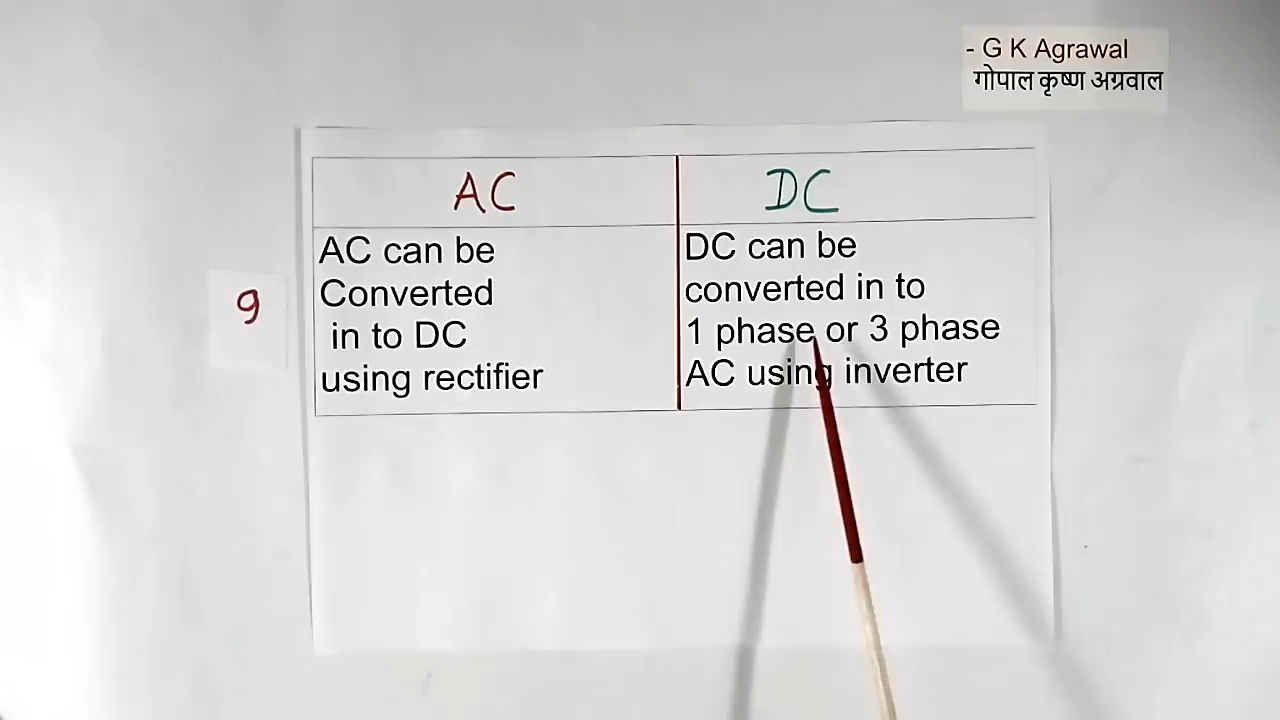 - G K Agrawal
गोपाल कृष्ण अग्रवाल
AC
DC
9
AC can be
Converted
in to DC
using rectifier
DC can be
converted in to
1 phase or 3 phase
AC using inverter